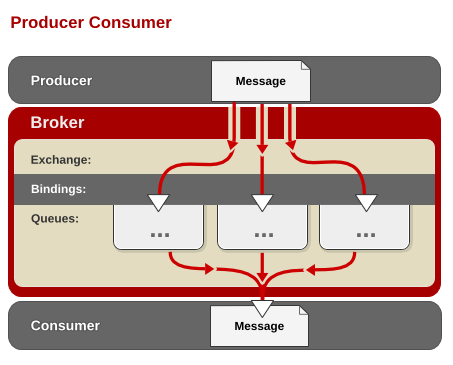 Producer Consumer
Producer
Message
Broker
Exchange:
Bindings:
Queues:
... ... ...
Consumer
Message